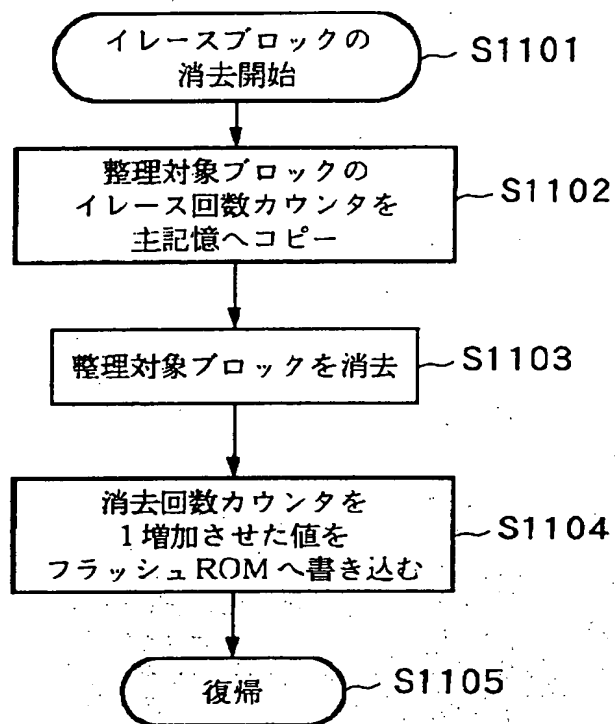 イレースブロックの
消去開始
S1101
整理対象ブロックの
イレース回数カウンタを
主記憶へコピー
S1102
整理対象ブロックを消去
S1103
消去回数カウンタを
1増加させた値を
フラッシュROMへ書き込む
S1104
復帰
S1105